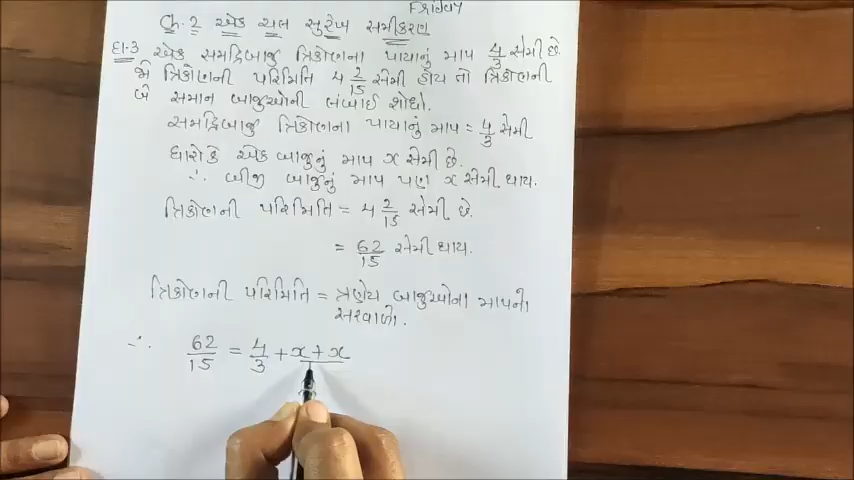 FRIDAY
Ch. 2 એક ચલ સુરેખ સમીકરણ
દા.3 એક સમદ્વિબાજુ ત્રિકોણના પાયાનું માપ 4/3 સેમી છે.
જો ત્રિકોણની પરિમિતિ 4 2/15 સેમી હોય તો ત્રિકોણની
બે સમાન બાજુઓની લંબાઈ શોધો.
સમદ્વિબાજુ ત્રિકોણના પાયાનું માપ = 4/3 સેમી
ધારોકે એક બાજુનું માપ x સેમી છે.
∴ બીજી બાજુનું માપ પણ x સેમી થાય.
ત્રિકોણની પરિમિતિ = 4 2/15 સેમી છે.
= 62/15 સેમી થાય.
ત્રિકોણની પરિમિતિ = ત્રણેય બાજુઓના માપનો
સરવાળો.
∴ 62/15 = 4/3 + x + x